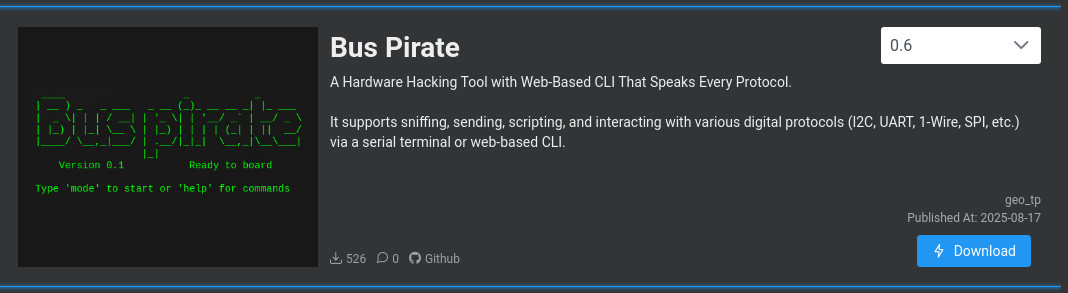 Bus Pirate
0.6
A Hardware Hacking Tool with Web-Based CLI That Speaks Every Protocol.
It supports sniffing, sending, scripting, and interacting with various digital protocols (I2C, UART, 1-Wire, SPI, etc.)
via a serial terminal or web-based CLI.
Buspirate
Version 0.1 Ready to board
Type 'mode' to start or 'help' for commands
geo_tp
Published At: 2025-08-17
526 0 Github
Download